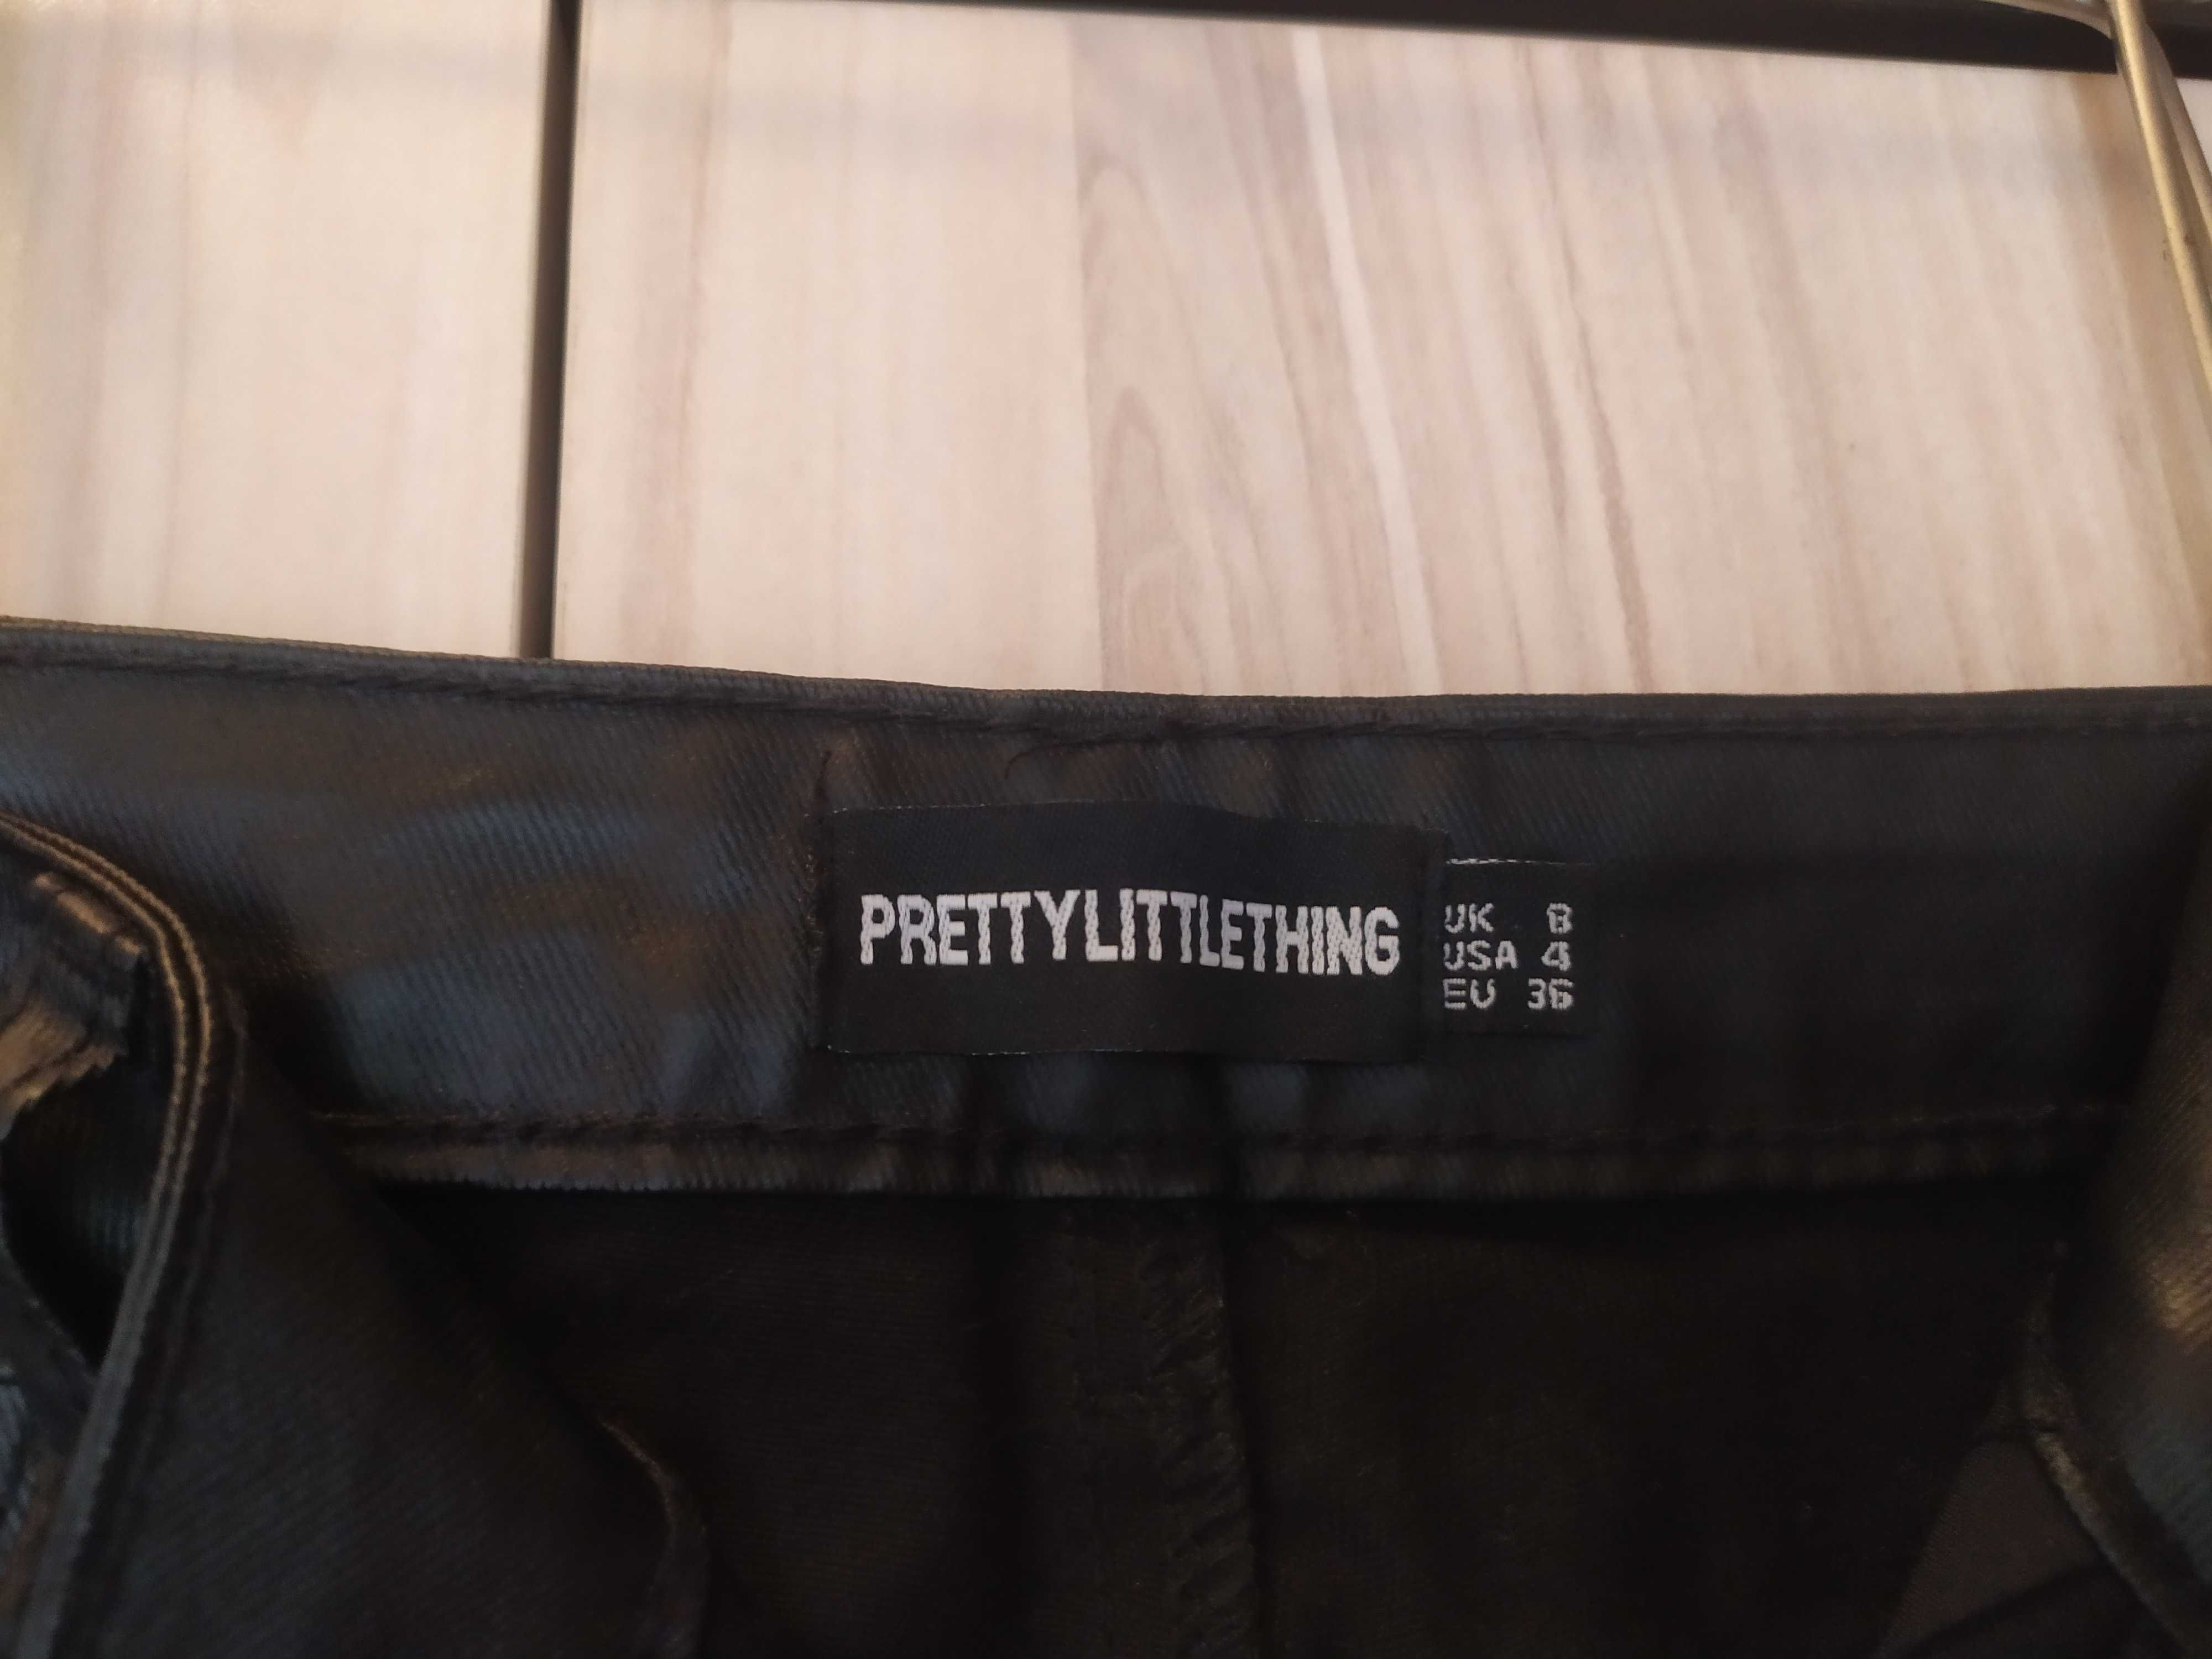 PRETTYLITTLETHING
UK 8
USA 4
EU 36